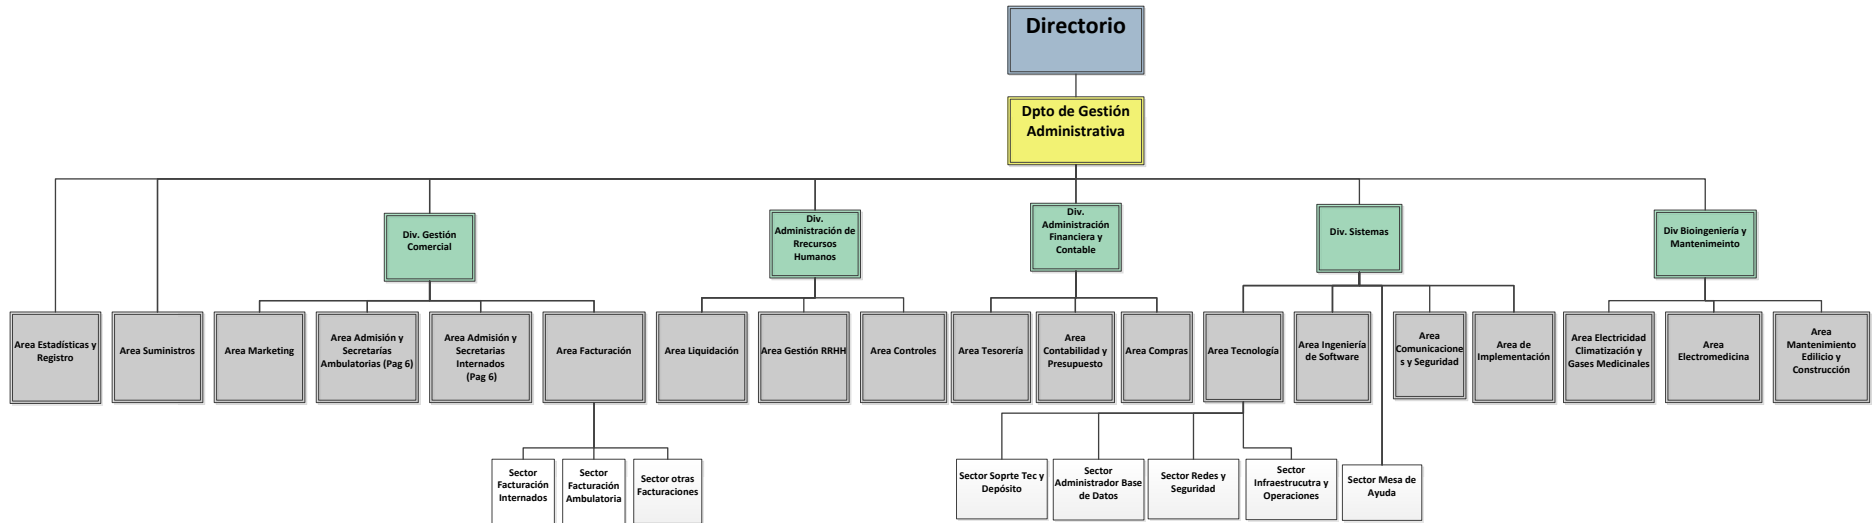 Directorio
Dpto de Gestión
Administrativa
Div. Gestión
Comercial
Div.
Administración de
Rrecursos
Humanos
Div.
Administración
Financiera y
Contable
Div. Sistemas
Div Bioingeniería y
Mantenimeinto
Area Estadísticas y
Registro
Area Suministros
Area Marketing
Area Admisión y
Secretarías
Ambulatorias (Pag 6)
Area Admisión y
Secretarias
Internados
(Pag 6)
Area Facturación
Area Liquidación
Area Gestión RRHH
Area Controles
Area Tesorería
Area
Contabilidad y
Presupuesto
Area Compras
Area Tecnología
Area Ingeniería
de Software
Area
Comunicacione
s y Seguridad
Area de
Implementación
Area Electricidad
Climatización y
Gases Medicinales
Area
Electromedicina
Area
Mantenimiento
Edilicio y
Construcción
Sector
Facturación
Internados
Sector
Facturación
Ambulatoria
Sector otras
Facturaciones
Sector Soprte Tec y
Depósito
Sector
Administrador Base
de Datos
Sector Redes y
Seguridad
Sector
Infraestrucutra y
Operaciones
Sector Mesa de
Ayuda